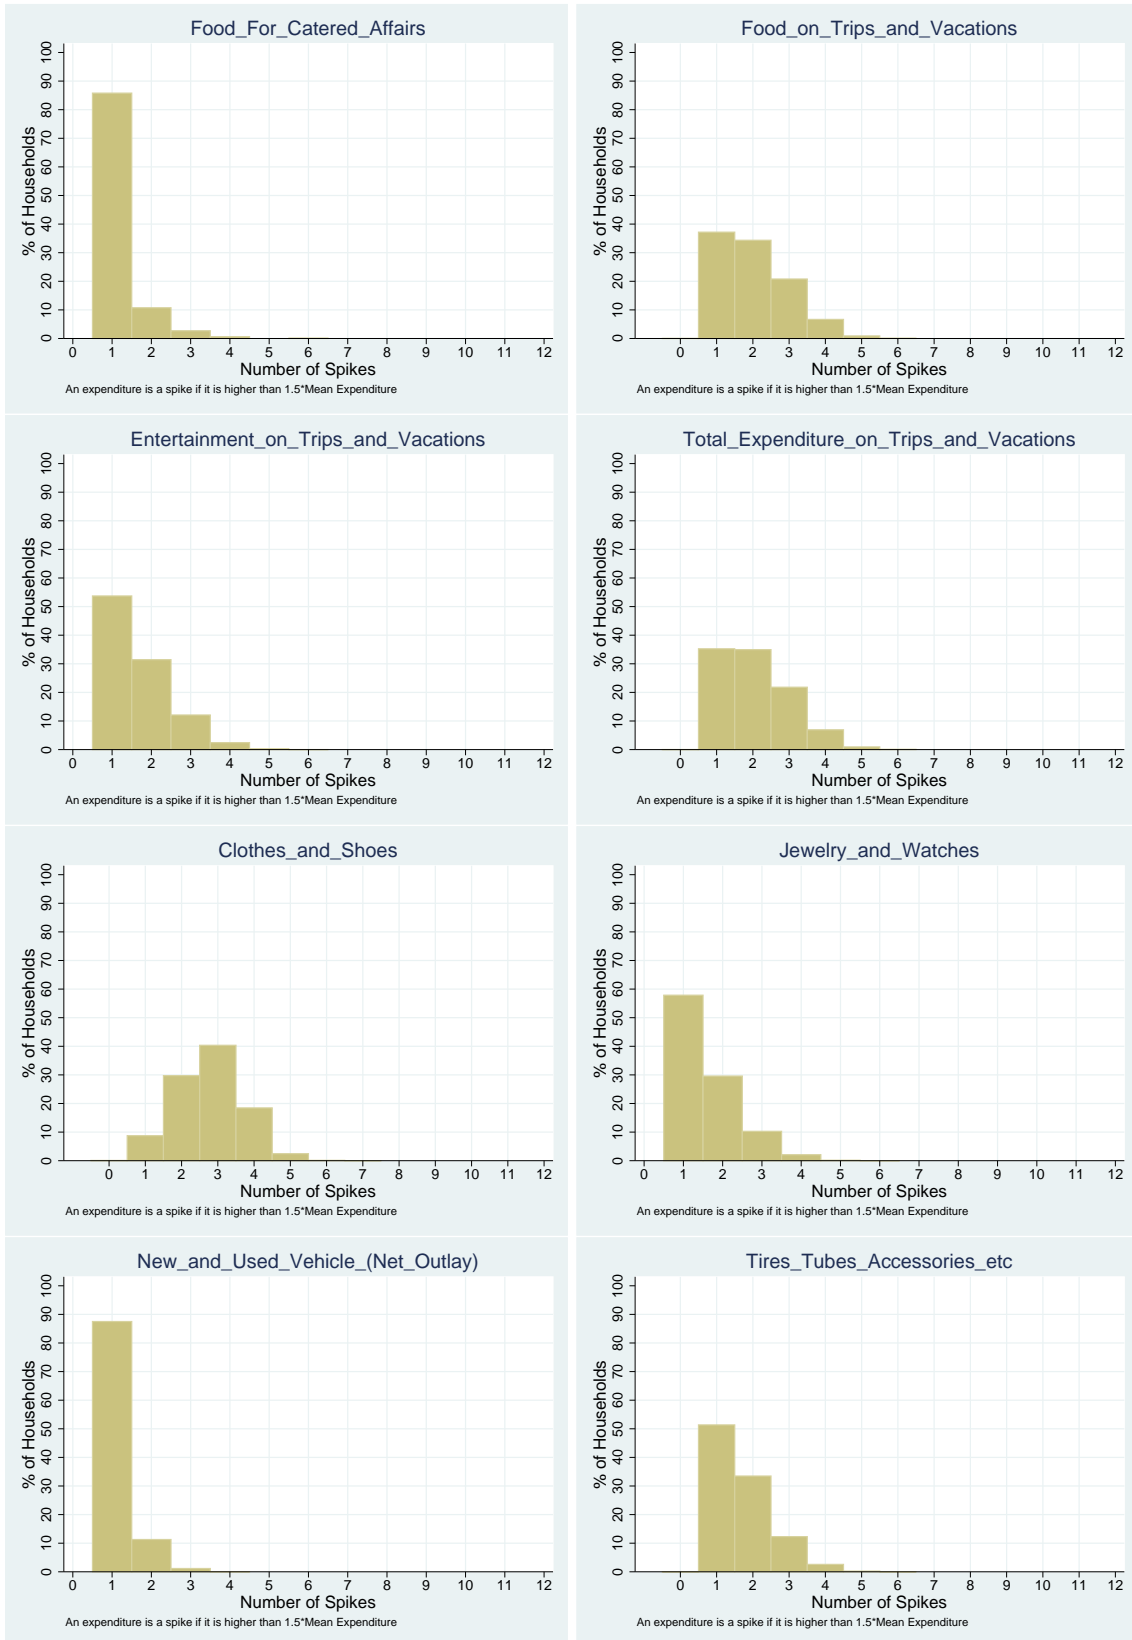 Food_For_Catered_Affairs
% of Households
0 10 20 30 40 50 60 70 80 90 100
0 1 2 3 4 5 6 7 8 9 10 11 12
Number of Spikes
An expenditure is a spike if it is higher than 1.5*Mean Expenditure
Food_on_Trips_and_Vacations
% of Households
0 10 20 30 40 50 60 70 80 90 100
0 1 2 3 4 5 6 7 8 9 10 11 12
Number of Spikes
An expenditure is a spike if it is higher than 1.5*Mean Expenditure
Entertainment_on_Trips_and_Vacations
% of Households
0 10 20 30 40 50 60 70 80 90 100
0 1 2 3 4 5 6 7 8 9 10 11 12
Number of Spikes
An expenditure is a spike if it is higher than 1.5*Mean Expenditure
Total_Expenditure_on_Trips_and_Vacations
% of Households
0 10 20 30 40 50 60 70 80 90 100
0 1 2 3 4 5 6 7 8 9 10 11 12
Number of Spikes
An expenditure is a spike if it is higher than 1.5*Mean Expenditure
Clothes_and_Shoes
% of Households
0 10 20 30 40 50 60 70 80 90 100
0 1 2 3 4 5 6 7 8 9 10 11 12
Number of Spikes
An expenditure is a spike if it is higher than 1.5*Mean Expenditure
Jewelry_and_Watches
% of Households
0 10 20 30 40 50 60 70 80 90 100
0 1 2 3 4 5 6 7 8 9 10 11 12
Number of Spikes
An expenditure is a spike if it is higher than 1.5*Mean Expenditure
New_and_Used_Vehicle_(Net_Outlay)
% of Households
0 10 20 30 40 50 60 70 80 90 100
0 1 2 3 4 5 6 7 8 9 10 11 12
Number of Spikes
An expenditure is a spike if it is higher than 1.5*Mean Expenditure
Tires_Tubes_Accessories_etc
% of Households
0 10 20 30 40 50 60 70 80 90 100
0 1 2 3 4 5 6 7 8 9 10 11 12
Number of Spikes
An expenditure is a spike if it is higher than 1.5*Mean Expenditure